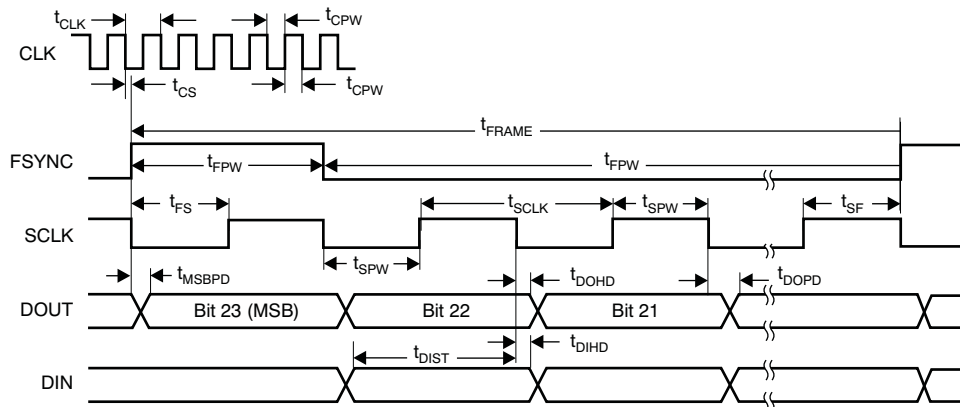 tCLK
tCPW
CLK
tCS
tCPW
tFRAME
FSYNC
tFPW
tFPW
tFS
tSCLK
tSPW
tSF
SCLK
tSPW
tMSBPD
tDOHD
tDOPD
DOUT
Bit 23 (MSB)
Bit 22
Bit 21
tDIST
tDIHD
DIN